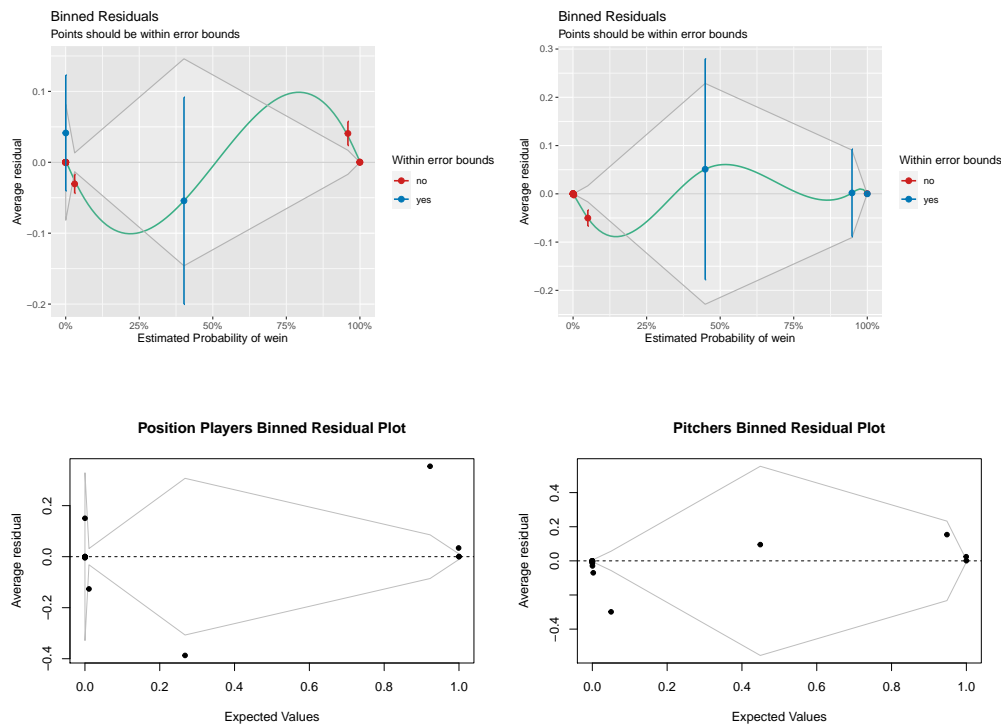 Binned Residuals
Points should be within error bounds
0.1
0.0
−0.1
−0.2
Average residual
0%
25%
50%
75%
100%
Estimated Probability of wein
Within error bounds
no
yes
Binned Residuals
Points should be within error bounds
0.3
0.2
0.1
0.0
−0.1
−0.2
Average residual
0%
25%
50%
75%
100%
Estimated Probability of wein
Within error bounds
no
yes
Position Players Binned Residual Plot
0.2
0.0
−0.2
−0.4
Average residual
0.0
0.2
0.4
0.6
0.8
1.0
Expected Values
Pitchers Binned Residual Plot
0.4
0.2
0.0
−0.4
Average residual
0.0
0.2
0.4
0.6
0.8
1.0
Expected Values